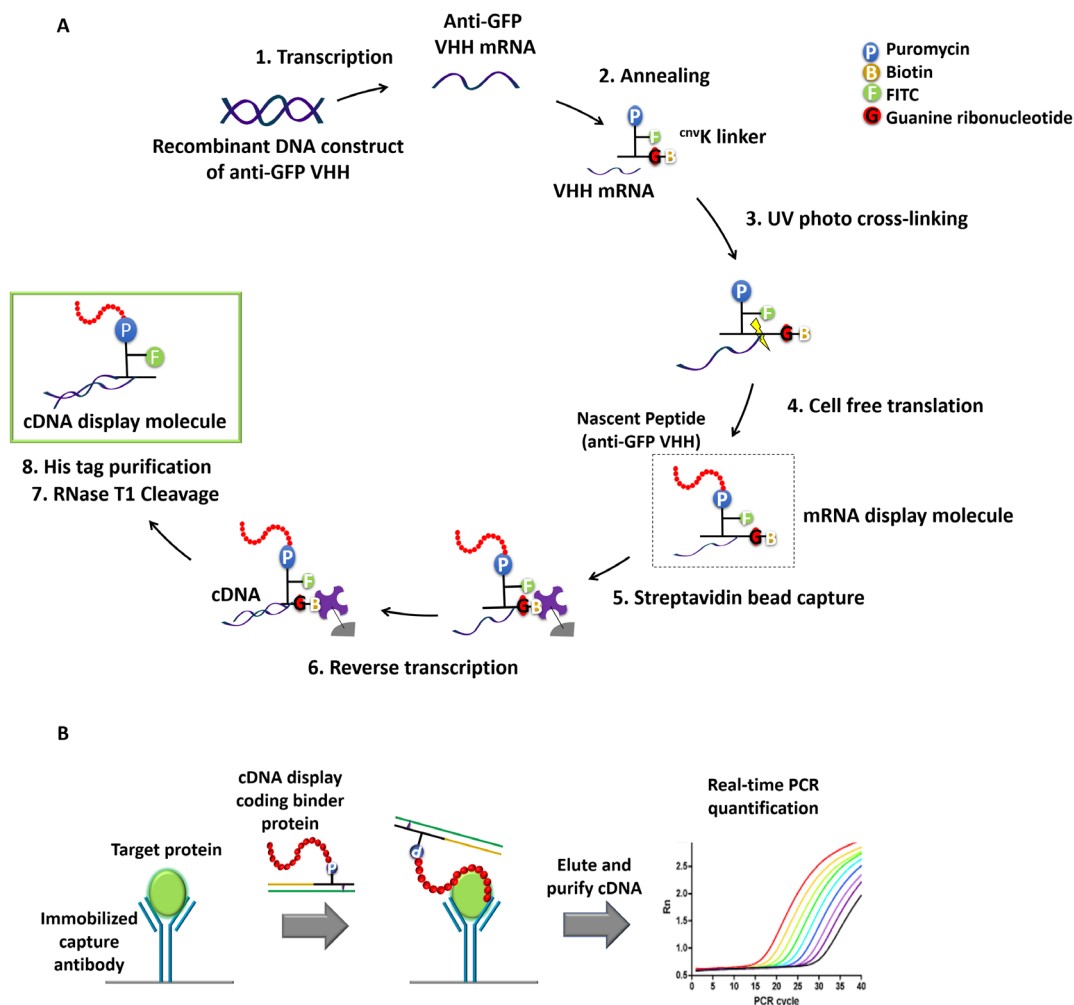 A
Anti-GFP
VHH mRNA
1. Transcription
Recombinant DNA construct
of anti-GFP VHH
2. Annealing
P
F
G
B
cnvK linker
VHH mRNA
P
Puromycin
B
Biotin
F
FITC
G
Guanine ribonucleotide
3. UV photo cross-linking
P
F
G
B
4. Cell free translation
Nascent Peptide
(anti-GFP VHH)
P
F
G
B
mRNA display molecule
5. Streptavidin bead capture
P
F
G
B
6. Reverse transcription
P
F
cDNA
G
B
7. RNase T1 Cleavage
8. His tag purification
P
F
cDNA display molecule
B
Target protein
Immobilized
capture
antibody
cDNA display
coding binder
protein
P
P
Elute and
purify cDNA
Real-time PCR
quantification
Rn
2.5
2.0
1.5
1.0
0.5
0 5 10 15 20 25 30 35 40
PCR cycle